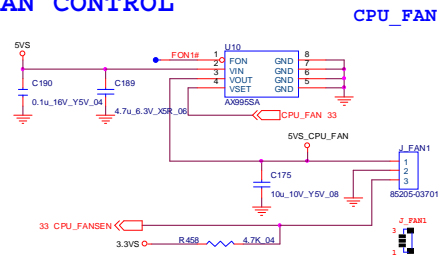 FAN CONTROL
CPU_FAN
5VS
FON1#
U10
1 FON GND 8
2 VIN GND 7
3 VOUT GND 6
4 VSET GND 5
AX995SA
C190
0.1u_16V_Y5V_04
C189
4.7u_6.3V_X5R_06
CPU_FAN 33
5VS_CPU_FAN
J_FAN1
1
2
3
85205-03701
C175
10u_10V_Y5V_08
33 CPU_FANSEN
3.3VS
R458
4.7K_04
J_FAN1
3
1